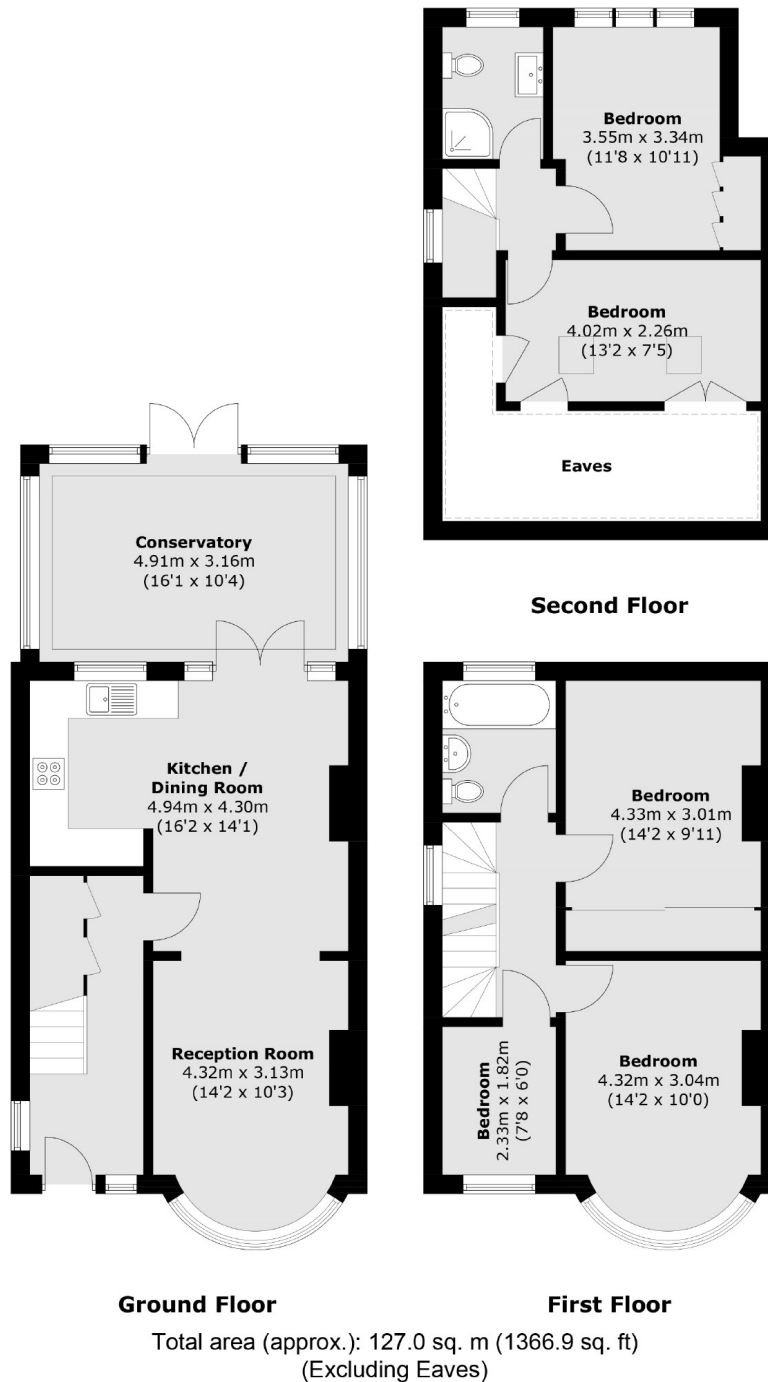 Bedroom
3.55m x 3.34m
(11'8 x 10'11)
Bedroom
4.02m x 2.26m
(13'2 x 7'5)
Eaves
Second Floor
Conservatory
4.91m x 3.16m
(16'1 x 10'4)
Kitchen /
Dining Room
4.94m x 4.30m
(16'2 x 14'1)
Reception Room
4.32m x 3.13m
(14'2 x 10'3)
Ground Floor
Bedroom
4.33m x 3.01m
(14'2 x 9'11)
Bedroom
2.33m x 1.82m
(7'8 x 6'0)
Bedroom
4.32m x 3.04m
(14'2 x 10'0)
First Floor
Total area (approx.): 127.0 sq. m (1366.9 sq. ft)
(Excluding Eaves)